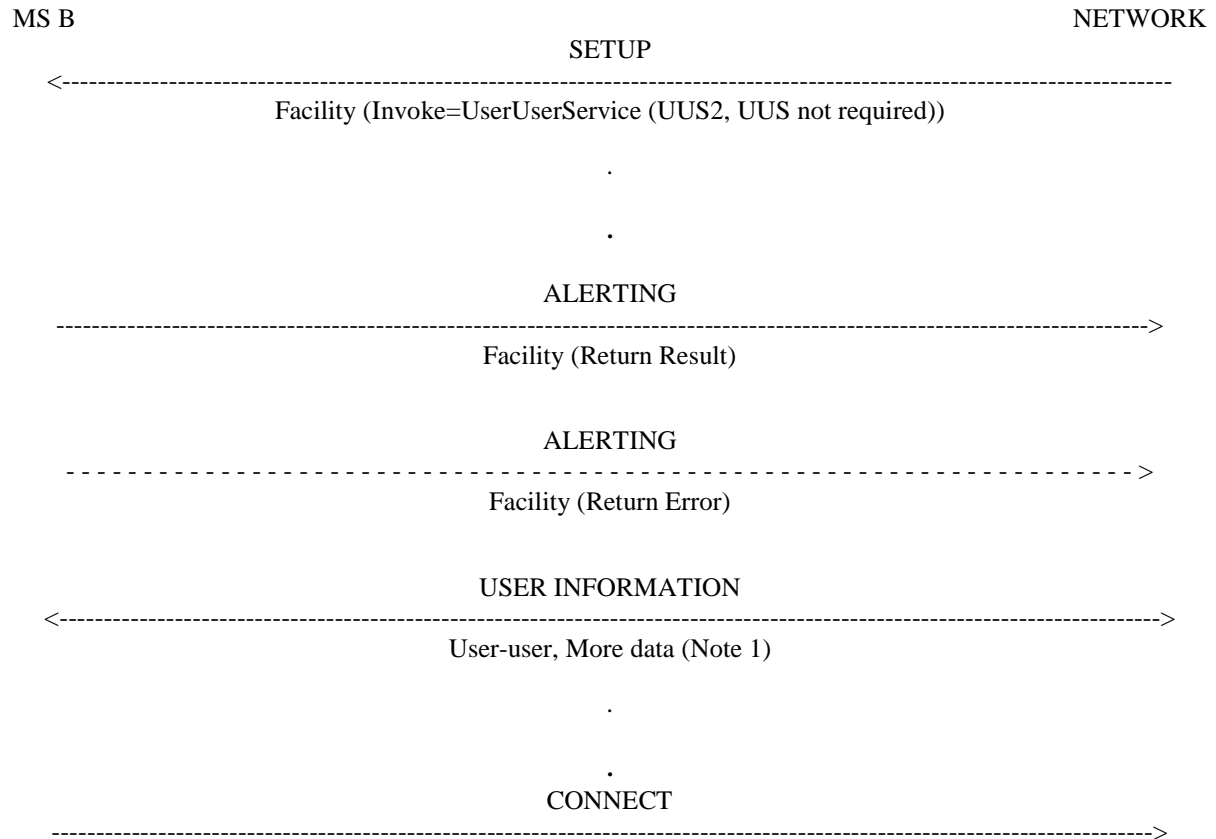 MS B NETWORK
SETUP
<------------------------------------------------------------------------------------------------------------------------------
Facility (Invoke=UserUserService (UUS2, UUS not required))
.
.
ALERTING
---------------------------------------------------------------------------------------------------------------------------->
Facility (Return Result)
ALERTING
- - - - - - - - - - - - - - - - - - - - - - - - - - - - - - - - - - - - - - - - - - - - - - - - - - - - - - - - - - - - - - - - - - - - - - >
Facility (Return Error)
USER INFORMATION
<----------------------------------------------------------------------------------------------------------------------------->
User-user, More data (Note 1)
.
.
CONNECT
----------------------------------------------------------------------------------------------------------------------------->